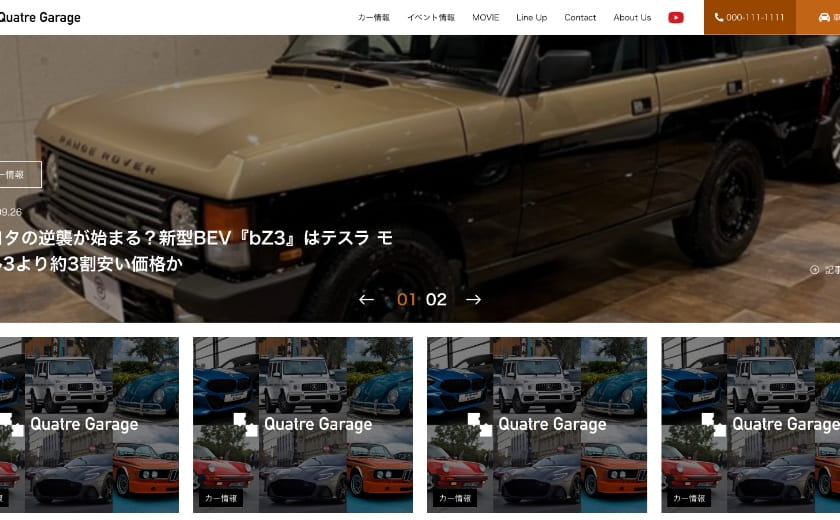 Quatre Garage
カー情報
イベント情報
MOVIE
Line Up
Contact
About Us
000-111-1111
RANGE ROVER
ー情報
09.26
タの逆襲が始まる？新型BEV『bZ3』はテスラ モ
3より約3割安い価格か
01 02
記事
Quatre Garage
Quatre Garage
Quatre Garage
Quatre Garage
カー情報
カー情報
カー情報